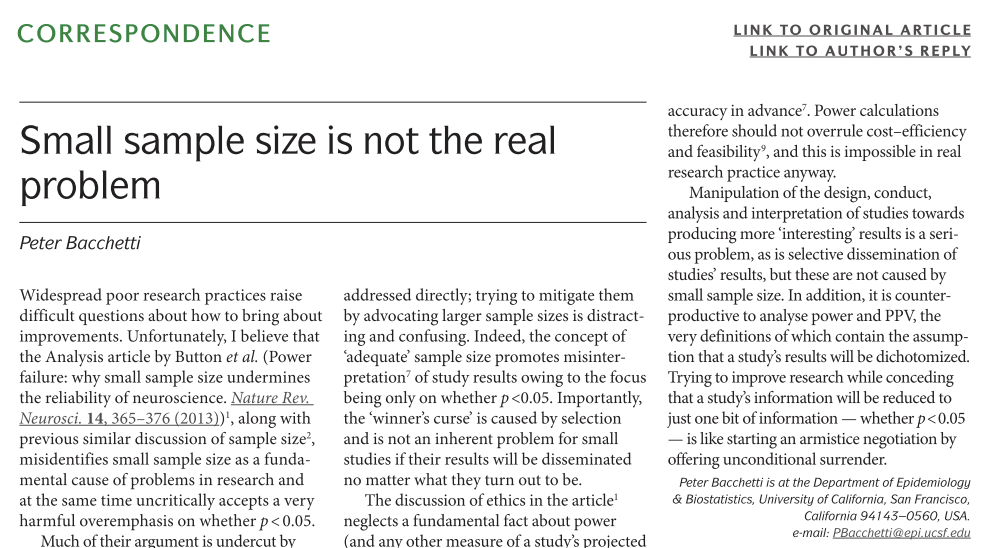 CORRESPONDENCE
LINK TO ORIGINAL ARTICLE
LINK TO AUTHOR'S REPLY
Small sample size is not the real
problem
Peter Bacchetti
Widespread poor research practices raise
difficult questions about how to bring about
improvements. Unfortunately, I believe that
the Analysis article by Button et al. (Power
failure: why small sample size undermines
the reliability of neuroscience. Nature Rev.
Neurosci. 14, 365–376 (2013))1, along with
previous similar discussion of sample size2,
misidentifies small sample size as a funda-
mental cause of problems in research and
at the same time uncritically accepts a very
harmful overemphasis on whether p < 0.05.
Much of their argument is undercut by
addressed directly; trying to mitigate them
by advocating larger sample sizes is distract-
ing and confusing. Indeed, the concept of
‘adequate’ sample size promotes misinter-
pretation7 of study results owing to the focus
being only on whether p < 0.05. Importantly,
the ‘winner’s curse’ is caused by selection
and is not an inherent problem for small
studies if their results will be disseminated
no matter what they turn out to be.
The discussion of ethics in the article1
neglects a fundamental fact about power
(and any other measure of a study’s projected
accuracy in advance7. Power calculations
therefore should not overrule cost–efficiency
and feasibility9, and this is impossible in real
research practice anyway.
Manipulation of the design, conduct,
analysis and interpretation of studies towards
producing more ‘interesting’ results is a seri-
ous problem, as is selective dissemination of
studies’ results, but these are not caused by
small sample size. In addition, it is counter-
productive to analyse power and PPV, the
very definitions of which contain the assump-
tion that a study’s results will be dichotomized.
Trying to improve research while conceding
that a study’s information will be reduced to
just one bit of information — whether p < 0.05
— is like starting an armistice negotiation by
offering unconditional surrender.
Peter Bacchetti is at the Department of Epidemiology
& Biostatistics, University of California, San Francisco,
California 94143–0560, USA.
e-mail: PBacchetti@epi.ucsf.edu